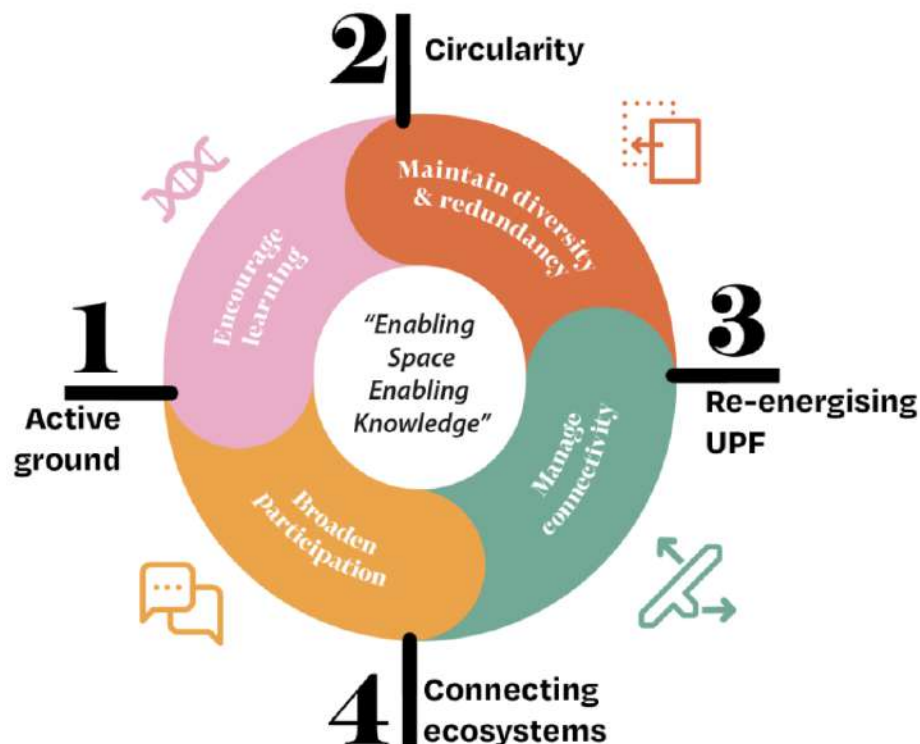 2 Circularity
Maintain diversity
& redundancy
Encourage
learning
1
Active
ground
"Enabling
Space
Enabling
Knowledge"
3
Re-energising
UPF
Manage
connectivity
Broaden
participation
4 Connecting
ecosystems